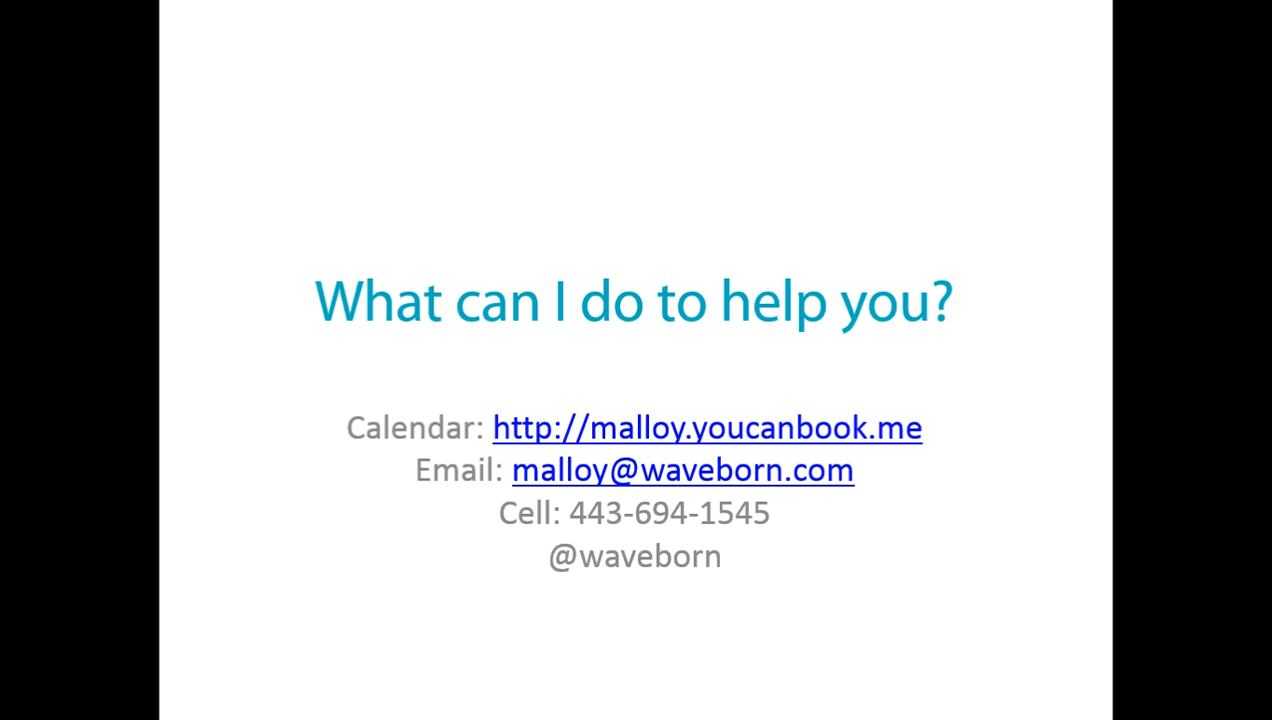 What can I do to help you?
Calendar: http://malloy.youcanbook.me
Email: malloy@waveborn.com
Cell: 443-694-1545
@waveborn